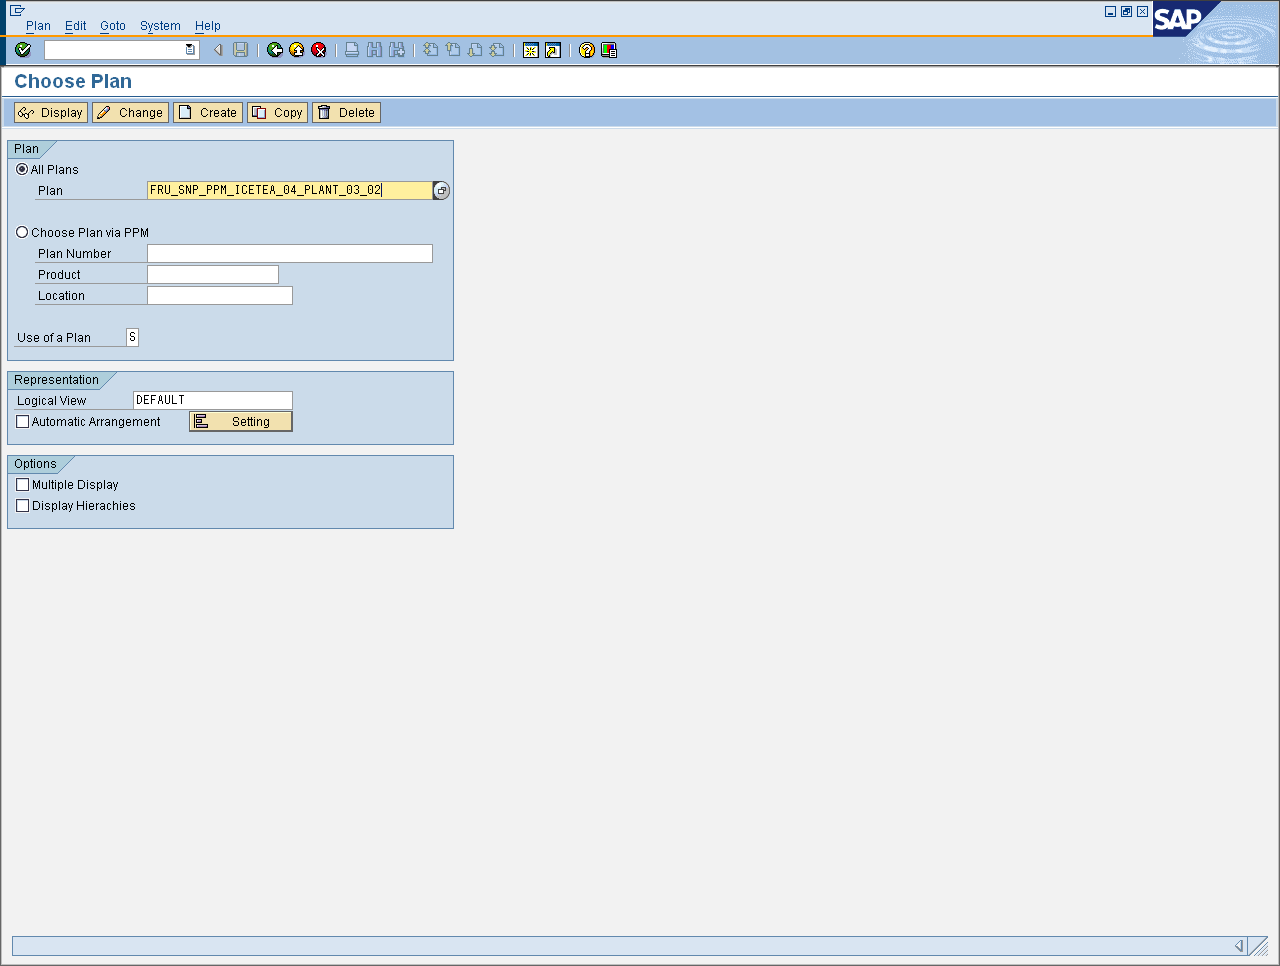 Plan Edit Goto System Help
SAP
Choose Plan
Display Change Create Copy Delete
Plan
All Plans
Plan FRU_SNP_PPM_ICETEA_04_PLANT_03_02
Choose Plan via PPM
Plan Number
Product
Location
Use of a Plan S
Representation
Logical View DEFAULT
Automatic Arrangement Setting
Options
Multiple Display
Display Hierachies